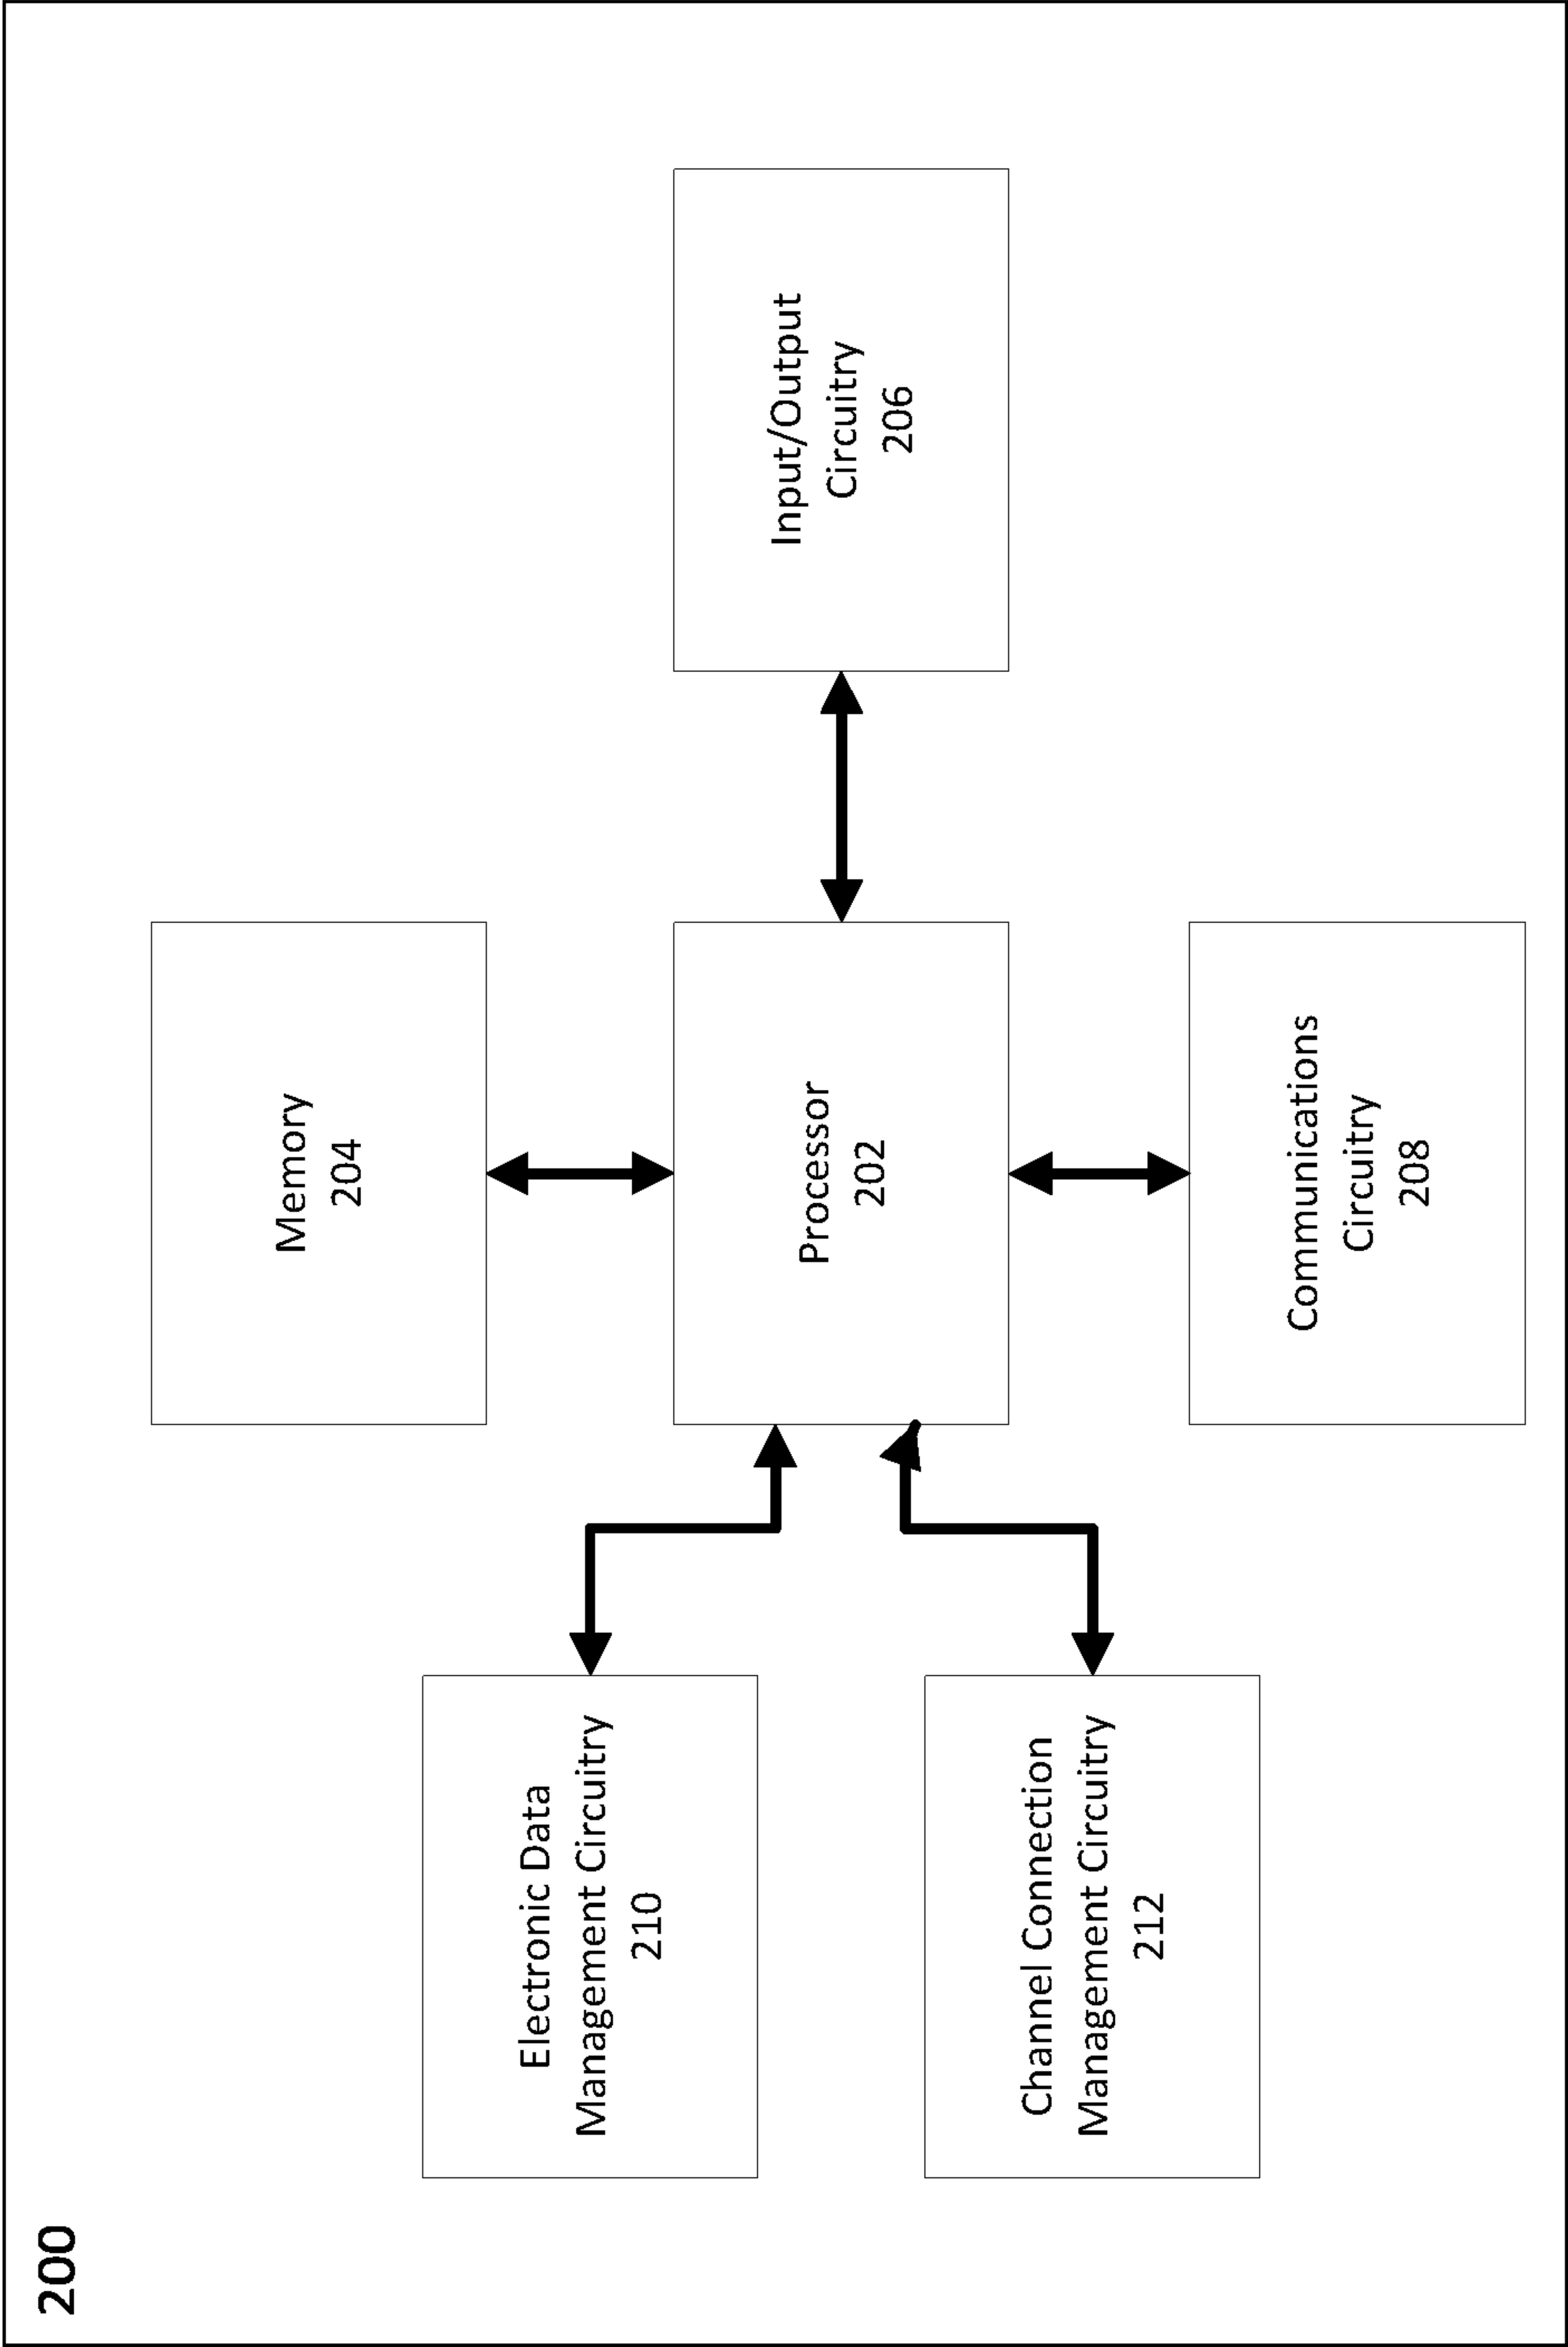 200
Memory
204
Electronic Data
Management Circuitry
210
Processor
202
Input/Output
Circuitry
206
Channel Connection
Management Circuitry
212
Communications
Circuitry
208